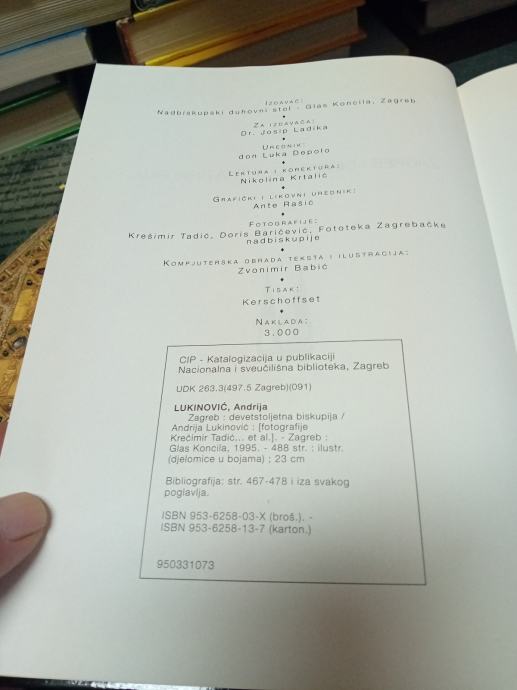 IZDAVAČ:
Nadbiskupski duhovni stol - Glas Koncila, Zagreb
ZA IZDAVAČA:
Dr. Josip Ladika
UREDNIK:
don Luka Depolo
LEKTURA I KOREKTURA:
Nikolina Krtalić
GRAFIČKI I LIKOVNI UREDNIK:
Ante Rašić
FOTOGRAFIJE:
Krešimir Tadić, Doris Baričević, Fototeka Zagrebačke
nadbiskupije
KOMPJUTERSKA OBRADA TEKSTA I ILUSTRACIJA:
Zvonimir Babić
TISAK:
Kerschoffset
NAKLADA:
3.000
CIP - Katalogizacija u publikaciji
Nacionalna i sveučilišna biblioteka, Zagreb
UDK 263.3(497.5 Zagreb)(091)
LUKINOVIĆ, Andrija
Zagreb : devetstoljetna biskupija /
Andrija Lukinović : [fotografije
Krečimir Tadić... et al.]. - Zagreb :
Glas Koncila, 1995. - 488 str. : ilustr.
(djelomice u bojama) ; 23 cm
Bibliografija: str. 467-478 i iza svakog
poglavlja.
ISBN 953-6258-03-X (broš.). -
ISBN 953-6258-13-7 (karton.)
950331073